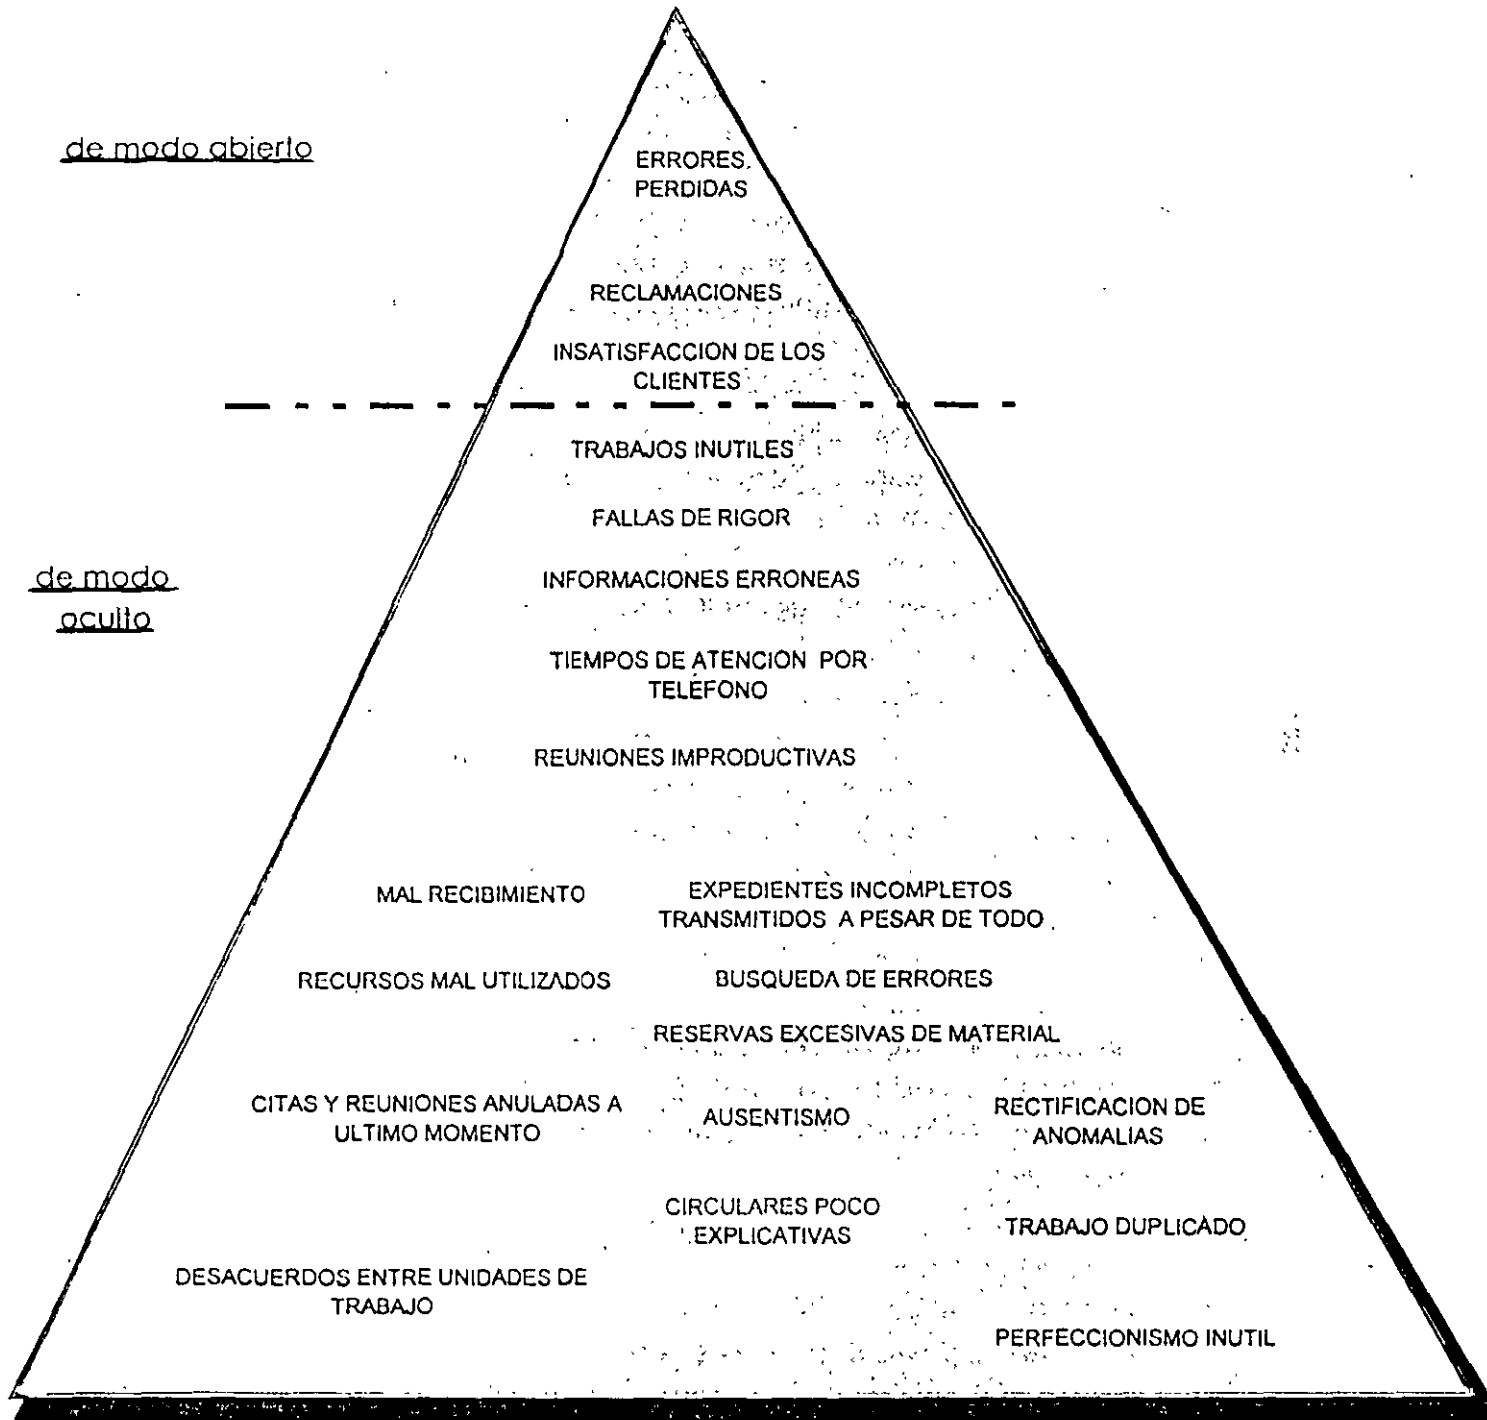 de modo abierto
ERRORES.
PERDIDAS
RECLAMACIONES
INSATISFACCION DE LOS
CLIENTES
TRABAJOS INUTILES
FALLAS DE RIGOR
de modo
oculto
INFORMACIONES ERRONEAS
TIEMPOS DE ATENCION POR
TELÉFONO
REUNIONES IMPRODUCTIVAS
MAL RECIBIMIENTO
EXPEDIENTES INCOMPLETOS
TRANSMITIDOS A PESAR DE TODO
RECURSOS MAL UTILIZADOS
BUSQUEDA DE ERRORES
RESERVAS EXCESIVAS DE MATERIAL
CITAS Y REUNIONES ANULADAS A
ULTIMO MOMENTO
AUSENTISMO
RECTIFICACION DE
ANOMALIAS
CIRCULARES POCO
EXPLICATIVAS
TRABAJO DUPLICADO
DESACUERDOS ENTRE UNIDADES DE
TRABAJO
PERFECCIONISMO INUTIL